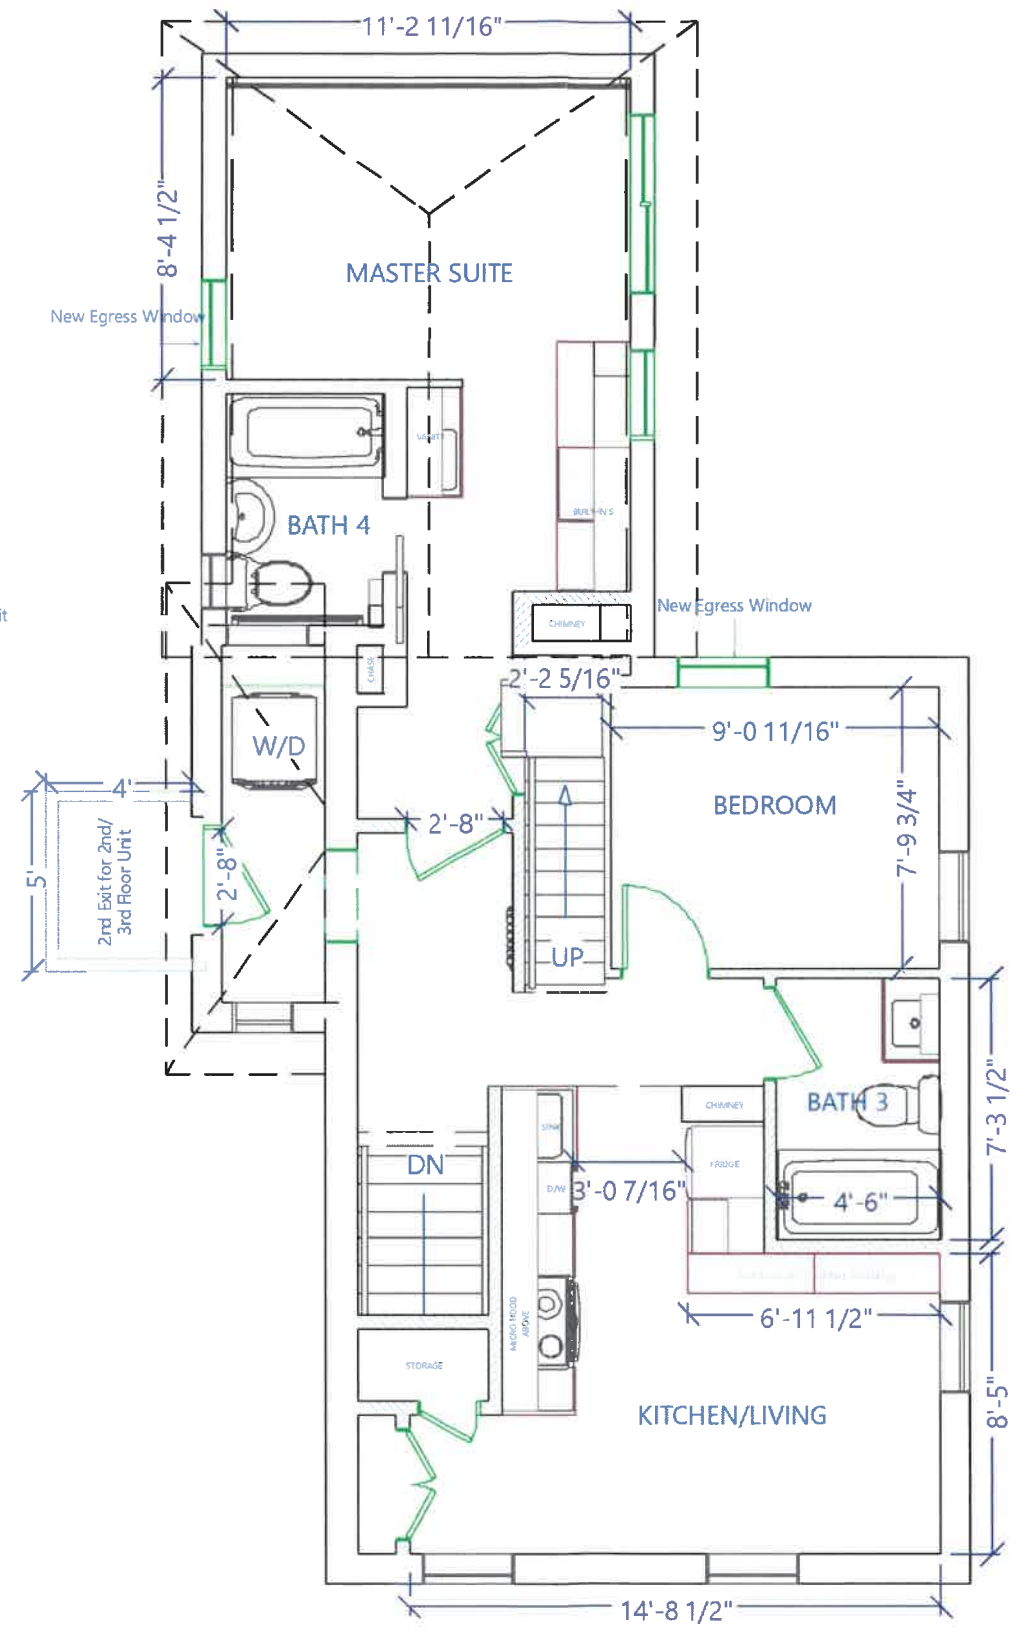 11'-2 11/16"
8'-4 1/2"
MASTER SUITE
New Egress Window
VANITY
BUILT-IN'S
BATH 4
it
CHIMNEY
New Egress Window
CHASE
2'-2 5/16"
9'-0 11/16"
W/D
4'
BEDROOM
2'-8"
7'-9 3/4"
2nd Exit for 2nd/
3rd Floor Unit
5'
2'-8"
UP
BATH 3
7'-3 1/2"
CHIMNEY
SINK
DN
FRIDGE
D/W
3'-0 7/16"
4'-6"
6'-11 1/2"
MICRO-HOOD
ABOVE
STORAGE
KITCHEN/LIVING
8'-5"
14'-8 1/2"